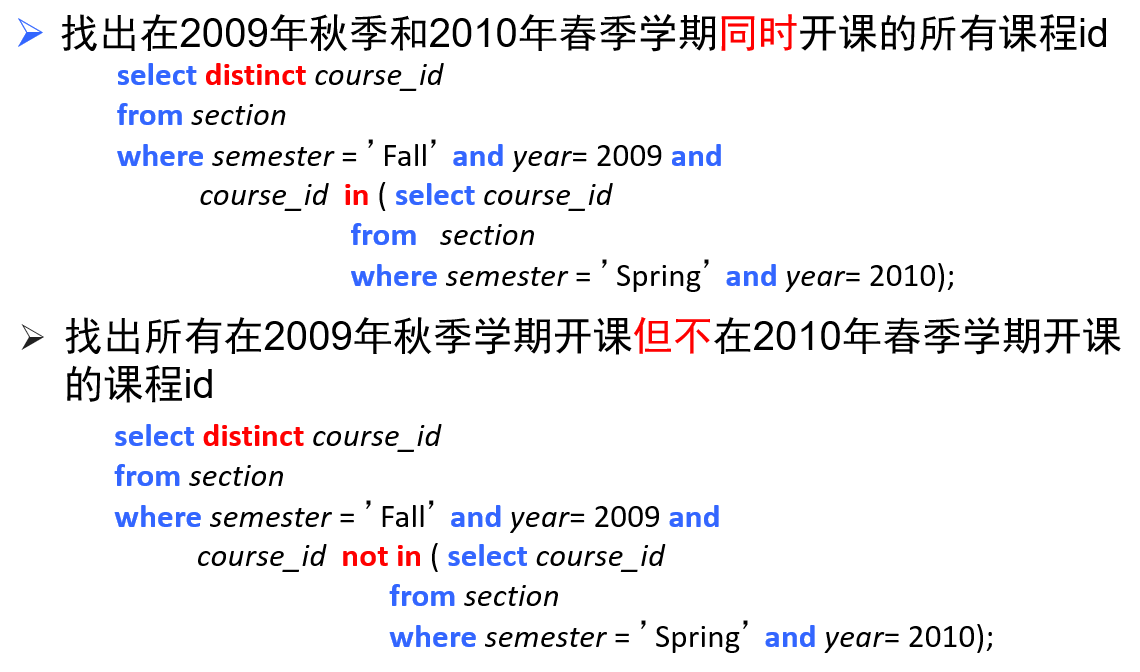 找出在2009年秋季和2010年春季学期同时开课的所有课程id
select distinct course_id
from section
where semester = ’Fall’ and year= 2009 and
course_id in ( select course_id
from section
where semester = ’Spring’ and year= 2010);
找出所有在2009年秋季学期开课但不在2010年春季学期开课
的课程id
select distinct course_id
from section
where semester = ’Fall’ and year= 2009 and
course_id not in ( select course_id
from section
where semester = ’Spring’ and year= 2010);